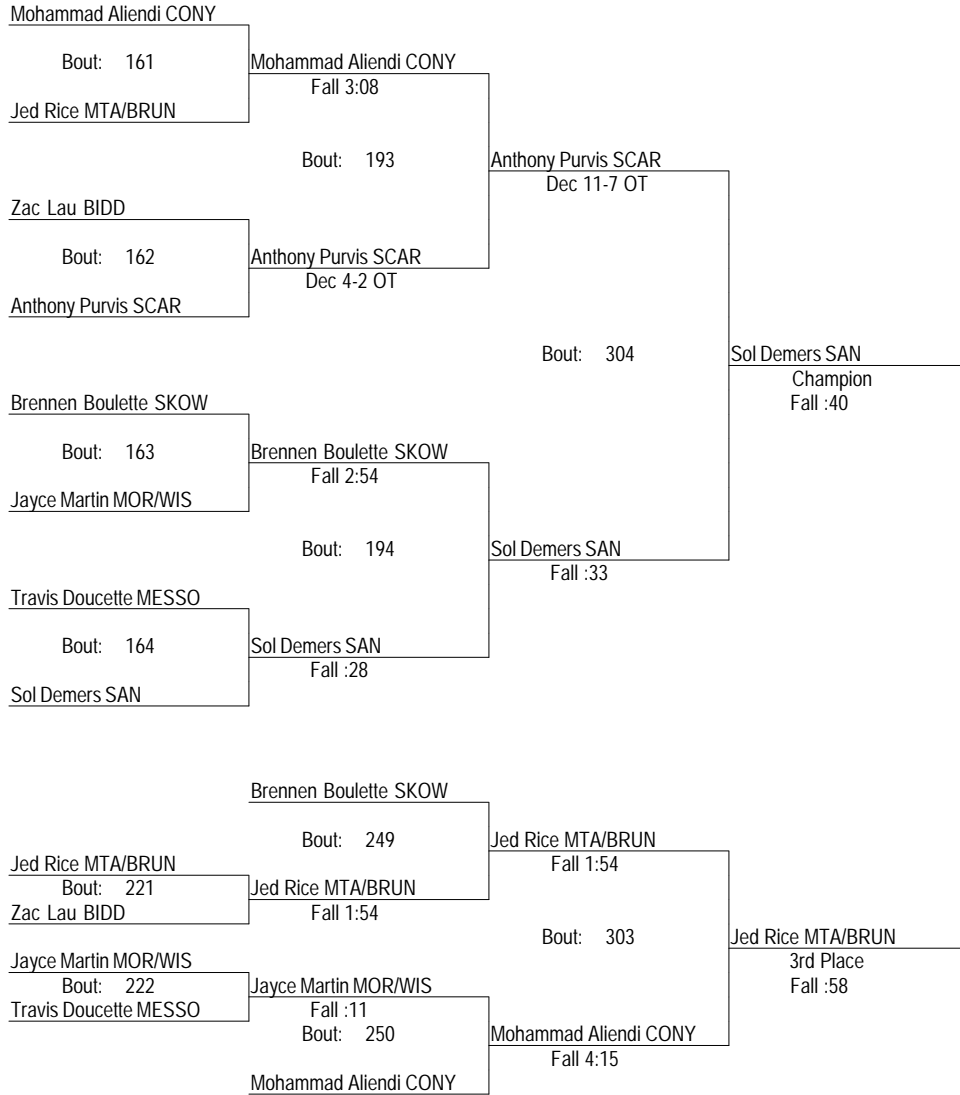 Mohammad Aliendi CONY
Bout: 161
Mohammad Aliendi CONY
Fall 3:08
Jed Rice MTA/BRUN
Bout: 193
Anthony Purvis SCAR
Dec 11-7 OT
Zac Lau BIDD
Bout: 162
Anthony Purvis SCAR
Dec 4-2 OT
Anthony Purvis SCAR
Bout: 304
Sol Demers SAN
Champion
Fall :40
Brennen Boulette SKOW
Bout: 163
Brennen Boulette SKOW
Fall 2:54
Jayce Martin MOR/WIS
Bout: 194
Sol Demers SAN
Fall :33
Travis Doucette MESSO
Bout: 164
Sol Demers SAN
Fall :28
Sol Demers SAN
Brennen Boulette SKOW
Bout: 249
Jed Rice MTA/BRUN
Fall 1:54
Jed Rice MTA/BRUN
Bout: 221
Jed Rice MTA/BRUN
Fall 1:54
Zac Lau BIDD
Bout: 303
Jed Rice MTA/BRUN
3rd Place
Fall :58
Jayce Martin MOR/WIS
Bout: 222
Jayce Martin MOR/WIS
Fall :11
Travis Doucette MESSO
Bout: 250
Mohammad Aliendi CONY
Fall 4:15
Mohammad Aliendi CONY